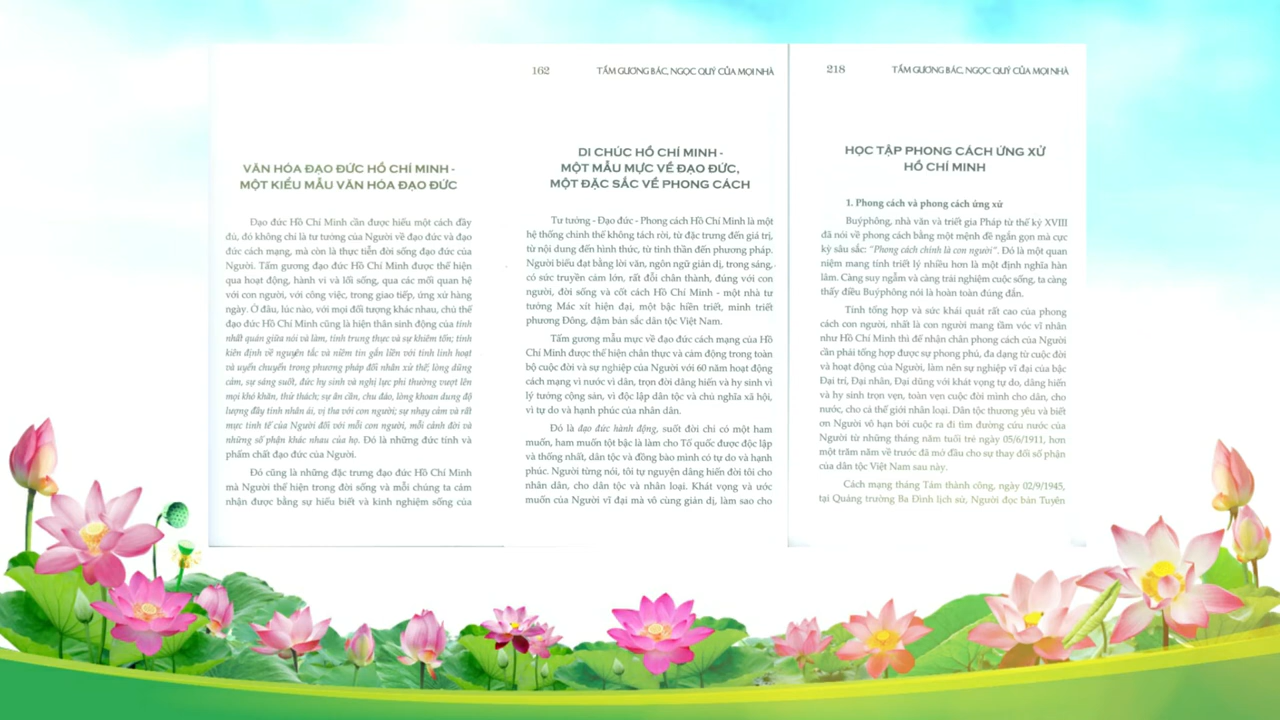 VĂN HÓA ĐẠO ĐỨC HỒ CHÍ MINH -
MỘT KIỂU MẪU VĂN HÓA ĐẠO ĐỨC
Đạo đức Hồ Chí Minh cần được hiểu một cách đầy
đủ, đó không chỉ là tư tưởng của Người về đạo đức và đạo
đức cách mạng, mà còn là thực tiễn đời sống đạo đức của
Người. Tấm gương đạo đức Hồ Chí Minh được thể hiện
qua hoạt động, hành vi và lối sống, qua các mối quan hệ
với con người, với công việc, trong giao tiếp, ứng xử hàng
ngày. Ở đâu, lúc nào, với mọi đối tượng khác nhau, chủ thể
đạo đức Hồ Chí Minh cũng là hiện thân sinh động của tính
nhất quán giữa nói và làm, tính trung thực và sự khiêm tốn; tính
kiên định về nguyên tắc và niềm tin gắn liền với tính linh hoạt
và uyển chuyển trong phương pháp đối nhân xử thế; lòng dũng
cảm, sự sáng suốt, đức hy sinh và nghị lực phi thường vượt lên
mọi khó khăn, thử thách; sự ân cần, chu đáo, lòng khoan dung độ
lượng đầy tinh nhân ái, vị tha với con người; sự nhạy cảm và rất
mực tinh tế của Người đối với mỗi con người, mỗi cảnh đời và
những số phận khác nhau của họ. Đó là những đức tính và
phẩm chất đạo đức của Người.
Đó cũng là những đặc trưng đạo đức Hồ Chí Minh
mà Người thể hiện trong đời sống và mỗi chúng ta cảm
nhận được bằng sự hiểu biết và kinh nghiệm sống của
162 TẤM GƯƠNG BÁC, NGỌC QUÝ CỦA MỌI NHÀ
DI CHÚC HỒ CHÍ MINH -
MỘT MẪU MỰC VỀ ĐẠO ĐỨC,
MỘT ĐẶC SẮC VỀ PHONG CÁCH
Tư tưởng - Đạo đức - Phong cách Hồ Chí Minh là một
hệ thống chỉnh thể không tách rời, từ đặc trưng đến giá trị,
từ nội dung đến hình thức, từ tinh thần đến phương pháp.
Người biểu đạt bằng lời văn, ngôn ngữ giản dị, trong sáng,
có sức truyền cảm lớn, rất đỗi chân thành, đúng với con
người, đời sống và cốt cách Hồ Chí Minh - một nhà tư
tưởng Mác xít hiện đại, một bậc hiền triết, minh triết
phương Đông, đậm bản sắc dân tộc Việt Nam.
Tấm gương mẫu mực về đạo đức cách mạng của Hồ
Chí Minh được thể hiện chân thực và cảm động trong toàn
bộ cuộc đời và sự nghiệp của Người với 60 năm hoạt động
cách mạng vì nước vì dân, trọn đời dâng hiến và hy sinh vì
lý tưởng cộng sản, vì độc lập dân tộc và chủ nghĩa xã hội,
vì tự do và hạnh phúc của nhân dân.
Đó là đạo đức hành động, suốt đời chỉ có một ham
muốn, ham muốn tột bậc là làm cho Tổ quốc được độc lập
và thống nhất, dân tộc và đồng bào mình có tự do và hạnh
phúc. Người từng nói, tôi tự nguyện dâng hiến đời tôi cho
nhân dân, cho dân tộc và nhân loại. Khát vọng và ước
muốn của Người vĩ đại mà vô cùng giản dị, làm sao cho
218 TẤM GƯƠNG BÁC, NGỌC QUÝ CỦA MỌI NHÀ
HỌC TẬP PHONG CÁCH ỨNG XỬ
HỒ CHÍ MINH
1. Phong cách và phong cách ứng xử
Buýphông, nhà văn và triết gia Pháp từ thế kỷ XVIII
đã nói về phong cách bằng một mệnh đề ngắn gọn mà cực
kỳ sâu sắc: "Phong cách chính là con người". Đó là một quan
niệm mang tính triết lý nhiều hơn là một định nghĩa hàn
lâm. Càng suy ngẫm và càng trải nghiệm cuộc sống, ta càng
thấy điều Buýphông nói là hoàn toàn đúng đắn.
Tính tổng hợp và sức khái quát rất cao của phong
cách con người, nhất là con người mang tầm vóc vĩ nhân
như Hồ Chí Minh thì để nhận chân phong cách của Người
cần phải tổng hợp được sự phong phú, đa dạng từ cuộc đời
và hoạt động của Người, làm nên sự nghiệp vĩ đại của bậc
Đại trí, Đại nhân, Đại dũng với khát vọng tự do, dâng hiến
và hy sinh trọn vẹn, toàn vẹn cuộc đời mình cho dân, cho
nước, cho cả thế giới nhân loại. Dân tộc thương yêu và biết
ơn Người vô hạn bởi cuộc ra đi tìm đường cứu nước của
Người từ những tháng năm tuổi trẻ ngày 05/6/1911, hơn
một trăm năm về trước đã mở đầu cho sự thay đổi số phận
của dân tộc Việt Nam sau này.
Cách mạng tháng Tám thành công, ngày 02/9/1945,
tại Quảng trường Ba Đình lịch sử, Người đọc bản Tuyên